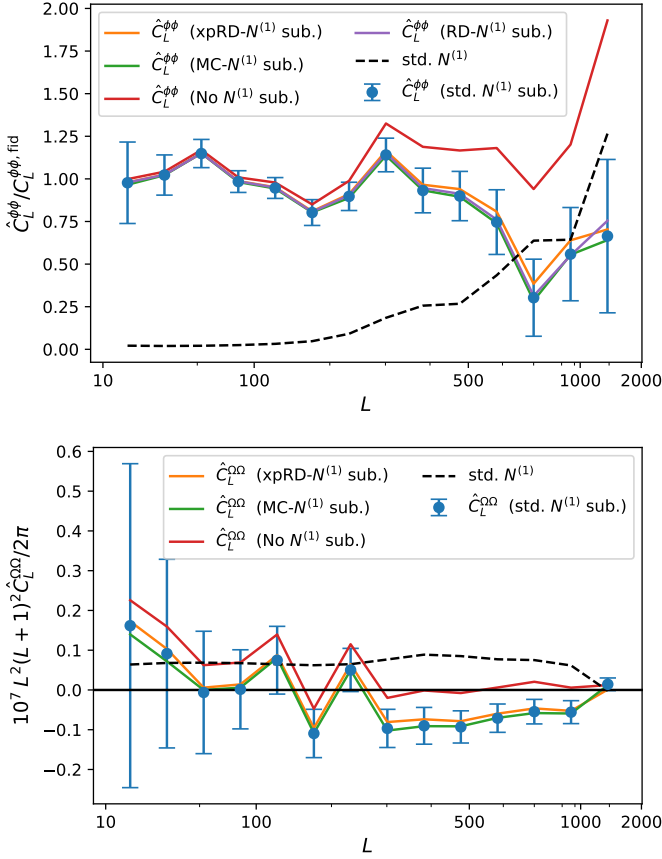 2.00
1.75
1.50
1.25
1.00
0.75
0.50
0.25
0.00
Ĉ_L^{ϕϕ}/C_L^{ϕϕ, fid}
Ĉ_L^{ϕϕ} (xpRD-N^{(1)} sub.)
Ĉ_L^{ϕϕ} (MC-N^{(1)} sub.)
Ĉ_L^{ϕϕ} (No N^{(1)} sub.)
Ĉ_L^{ϕϕ} (RD-N^{(1)} sub.)
std. N^{(1)}
Ĉ_L^{ϕϕ} (std. N^{(1)} sub.)
10 100 500 1000 2000
L
0.6
0.5
0.4
0.3
0.2
0.1
0.0
−0.1
−0.2
10^7 L^2(L + 1)^2Ĉ_L^{ΩΩ}/2π
Ĉ_L^{ΩΩ} (xpRD-N^{(1)} sub.)
Ĉ_L^{ΩΩ} (MC-N^{(1)} sub.)
Ĉ_L^{ΩΩ} (No N^{(1)} sub.)
std. N^{(1)}
Ĉ_L^{ΩΩ} (std. N^{(1)} sub.)
10 100 500 1000 2000
L